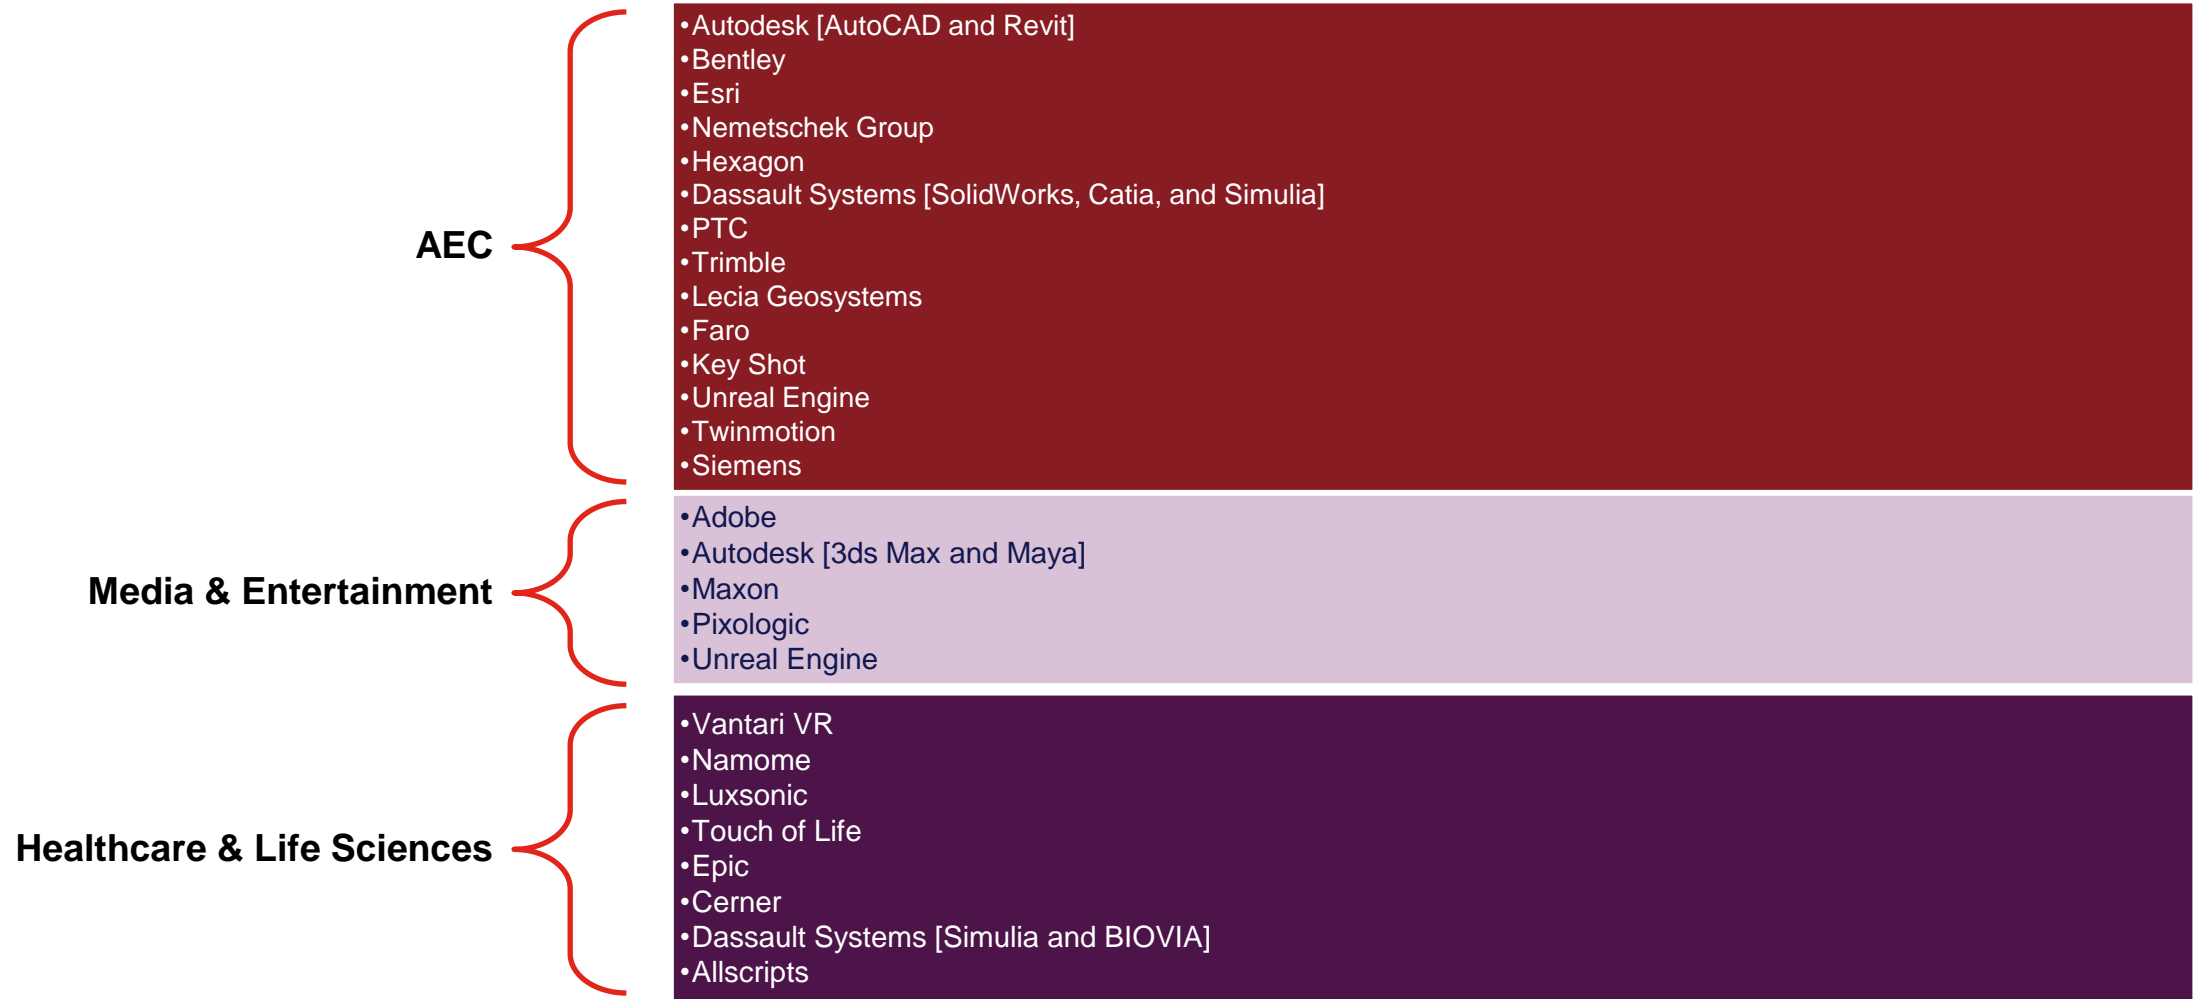 AEC
•Autodesk [AutoCAD and Revit]
•Bentley
•Esri
•Nemetschek Group
•Hexagon
•Dassault Systems [SolidWorks, Catia, and Simulia]
•PTC
•Trimble
•Lecia Geosystems
•Faro
•Key Shot
•Unreal Engine
•Twinmotion
•Siemens
Media & Entertainment
•Adobe
•Autodesk [3ds Max and Maya]
•Maxon
•Pixologic
•Unreal Engine
Healthcare & Life Sciences
•Vantari VR
•Namome
•Luxsonic
•Touch of Life
•Epic
•Cerner
•Dassault Systems [Simulia and BIOVIA]
•Allscripts